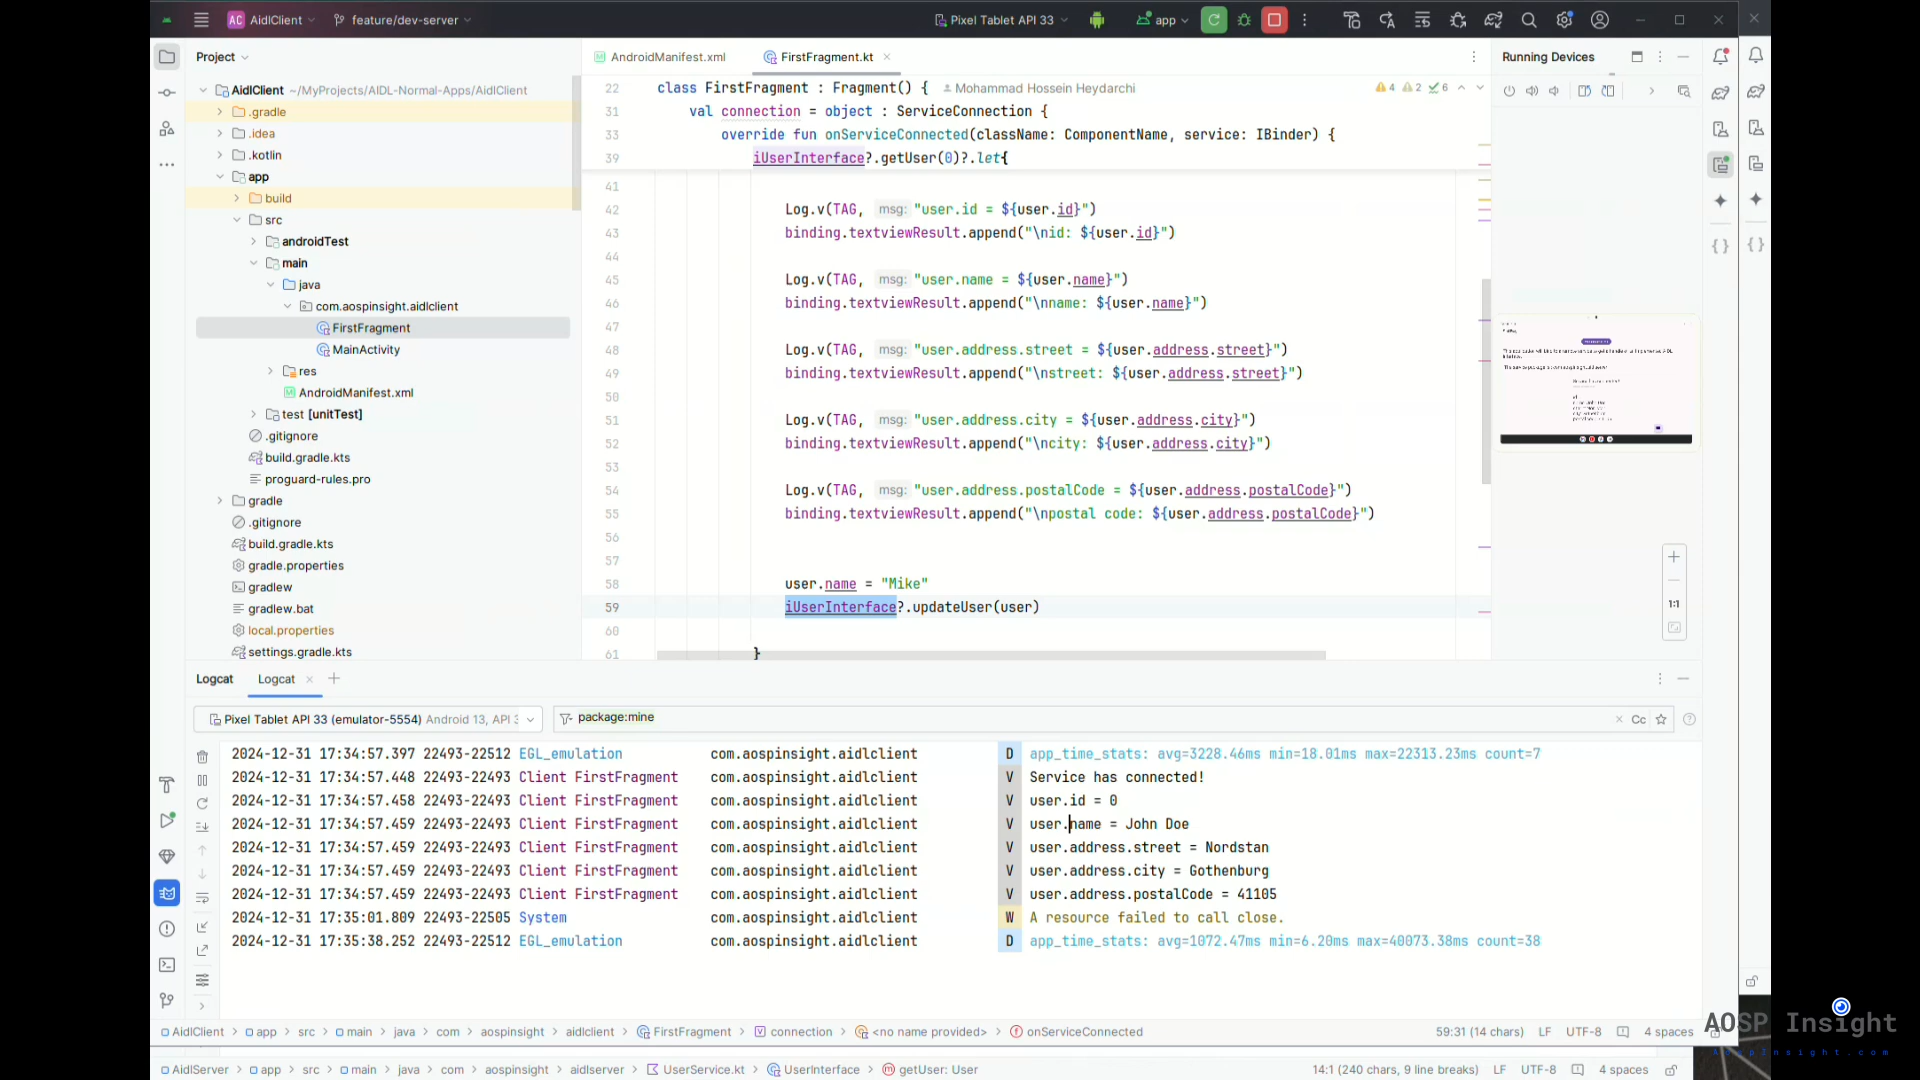 AC AidlClient feature/dev-server Pixel Tablet API 33 app
Project
AndroidManifest.xml FirstFragment.kt
Running Devices
AidlClient ~/MyProjects/AIDL-Normal-Apps/AidlClient
.gradle
.idea
.kotlin
app
build
src
androidTest
main
java
com.aospinsight.aidlclient
FirstFragment
MainActivity
res
AndroidManifest.xml
test [unitTest]
.gitignore
build.gradle.kts
proguard-rules.pro
gradle
.gitignore
build.gradle.kts
gradle.properties
gradlew
gradlew.bat
local.properties
settings.gradle.kts
22 class FirstFragment : Fragment() { Mohammad Hossein Heydarchi 4 2 6
31 val connection = object : ServiceConnection {
33 override fun onServiceConnected(className: ComponentName, service: IBinder) {
39 iUserInterface?.getUser(0)?.let{
41
42 Log.v(TAG, msg: "user.id = ${user.id}")
43 binding.textviewResult.append("\nid: ${user.id}")
44
45 Log.v(TAG, msg: "user.name = ${user.name}")
46 binding.textviewResult.append("\nname: ${user.name}")
47
48 Log.v(TAG, msg: "user.address.street = ${user.address.street}")
49 binding.textviewResult.append("\nstreet: ${user.address.street}")
50
51 Log.v(TAG, msg: "user.address.city = ${user.address.city}")
52 binding.textviewResult.append("\ncity: ${user.address.city}")
53
54 Log.v(TAG, msg: "user.address.postalCode = ${user.address.postalCode}")
55 binding.textviewResult.append("\npostal code: ${user.address.postalCode}")
56
57
58 user.name = "Mike"
59 iUserInterface?.updateUser(user)
60
61 }
1:1
Logcat Logcat
Pixel Tablet API 33 (emulator-5554) Android 13, API 3 package:mine Cc
2024-12-31 17:34:57.397 22493-22512 EGL_emulation com.aospinsight.aidlclient D app_time_stats: avg=3228.46ms min=18.01ms max=22313.23ms count=7
2024-12-31 17:34:57.448 22493-22493 Client FirstFragment com.aospinsight.aidlclient V Service has connected!
2024-12-31 17:34:57.458 22493-22493 Client FirstFragment com.aospinsight.aidlclient V user.id = 0
2024-12-31 17:34:57.459 22493-22493 Client FirstFragment com.aospinsight.aidlclient V user.name = John Doe
2024-12-31 17:34:57.459 22493-22493 Client FirstFragment com.aospinsight.aidlclient V user.address.street = Nordstan
2024-12-31 17:34:57.459 22493-22493 Client FirstFragment com.aospinsight.aidlclient V user.address.city = Gothenburg
2024-12-31 17:34:57.459 22493-22493 Client FirstFragment com.aospinsight.aidlclient V user.address.postalCode = 41105
2024-12-31 17:35:01.809 22493-22505 System com.aospinsight.aidlclient W A resource failed to call close.
2024-12-31 17:35:38.252 22493-22512 EGL_emulation com.aospinsight.aidlclient D app_time_stats: avg=1072.47ms min=6.20ms max=40073.38ms count=38
AidlClient > app > src > main > java > com > aospinsight > aidlclient > FirstFragment > connection > <no name provided> > onServiceConnected 59:31 (14 chars) LF UTF-8 4 spaces
AOSP Insight
AospInsight.com
AidlServer > app > src > main > java > com > aospinsight > aidlserver > UserService.kt > UserInterface > getUser: User 14:1 (240 chars, 9 line breaks) LF UTF-8 4 spaces